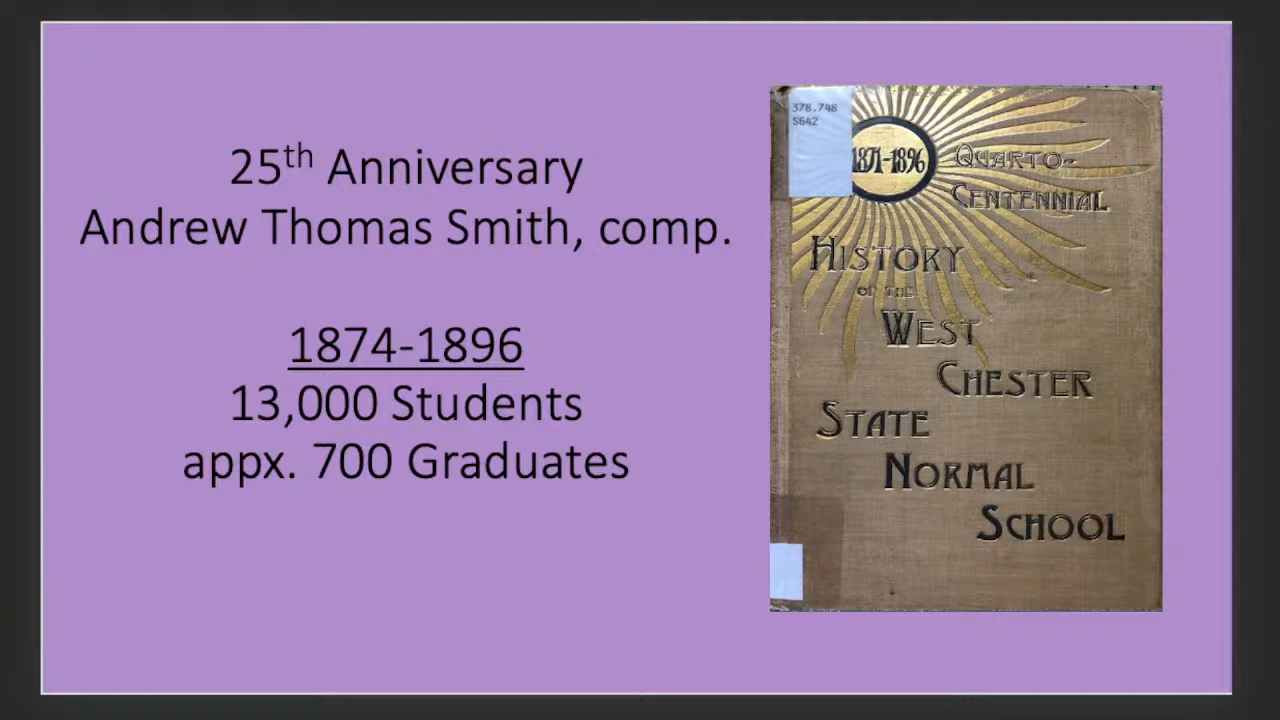 25th Anniversary
Andrew Thomas Smith, comp.
1874-1896
13,000 Students
appx. 700 Graduates
378.748
S642
1871-1896
QUARTO-
CENTENNIAL
HISTORY
OF THE
WEST
CHESTER
STATE
NORMAL
SCHOOL